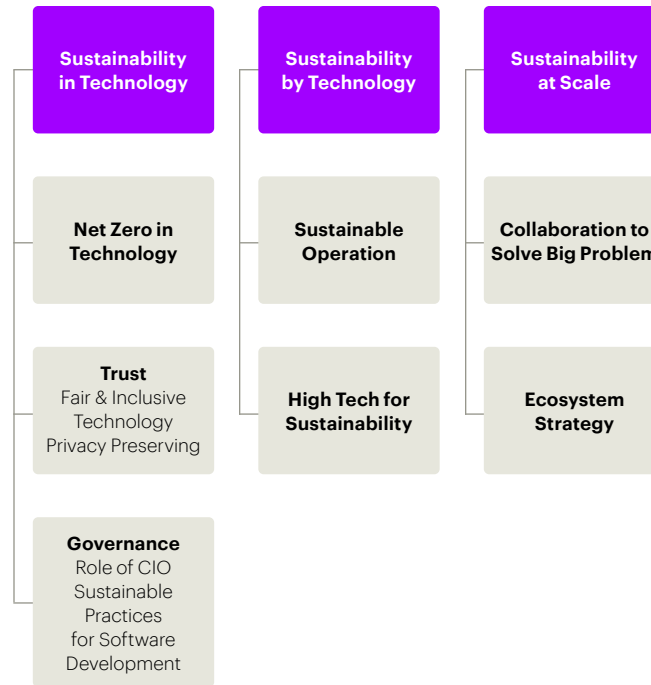 Sustainability
in Technology
Net Zero in
Technology
Trust
Fair & Inclusive
Technology
Privacy Preserving
Governance
Role of CIO
Sustainable
Practices
for Software
Development
Sustainability
by Technology
Sustainable
Operation
High Tech for
Sustainability
Sustainability
at Scale
Collaboration to
Solve Big Problem
Ecosystem
Strategy